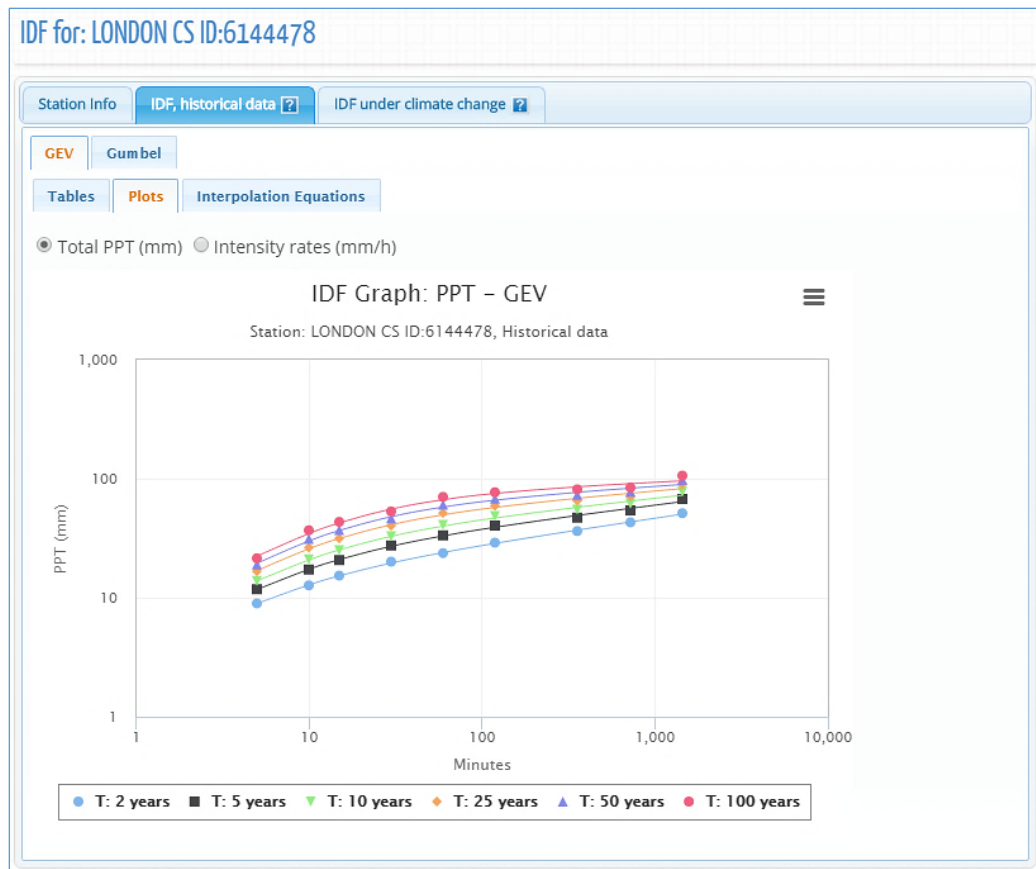 IDF for: LONDON CS ID:6144478
Station Info IDF, historical data ? IDF under climate change ?
GEV Gumbel
Tables Plots Interpolation Equations
Total PPT (mm) Intensity rates (mm/h)
IDF Graph: PPT – GEV
Station: LONDON CS ID:6144478, Historical data
PPT (mm)
1,000
100
10
1
1 10 100 1,000 10,000
Minutes
T: 2 years T: 5 years T: 10 years T: 25 years T: 50 years T: 100 years